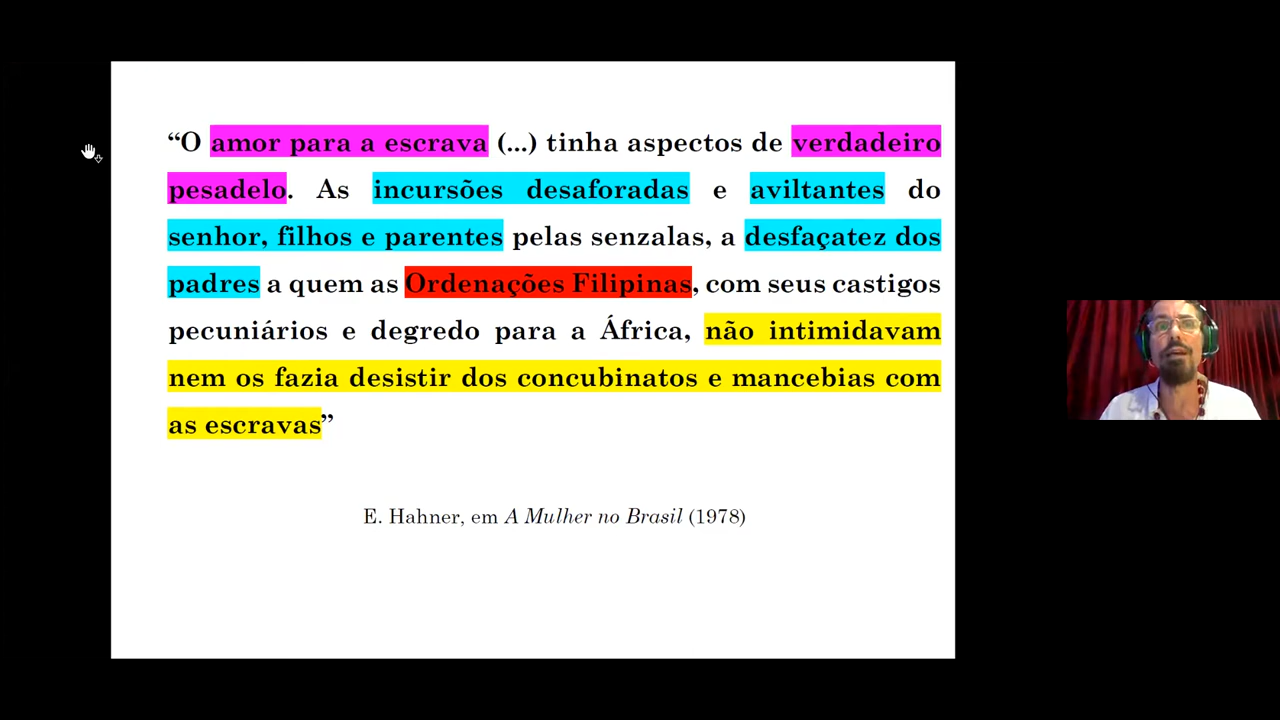 “O amor para a escrava (...) tinha aspectos de verdadeiro
pesadelo. As incursões desaforadas e aviltantes do
senhor, filhos e parentes pelas senzalas, a desfaçatez dos
padres a quem as Ordenações Filipinas, com seus castigos
pecuniários e degredo para a África, não intimidavam
nem os fazia desistir dos concubinatos e mancebias com
as escravas”
E. Hahner, em A Mulher no Brasil (1978)